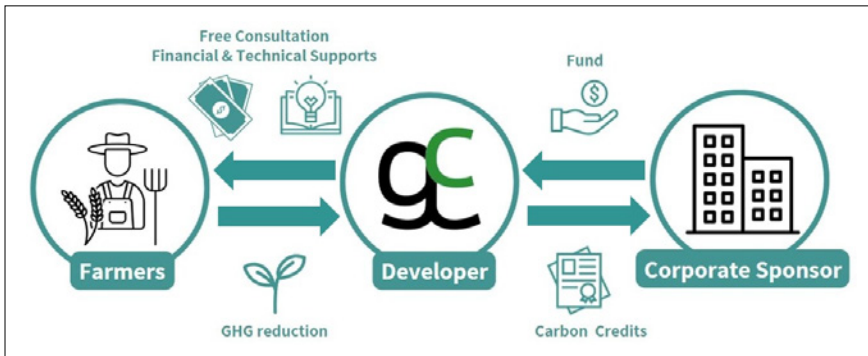 Free Consultation
Financial & Technical Supports
Fund
gc
Farmers
Developer
Corporate Sponsor
GHG reduction
Carbon Credits